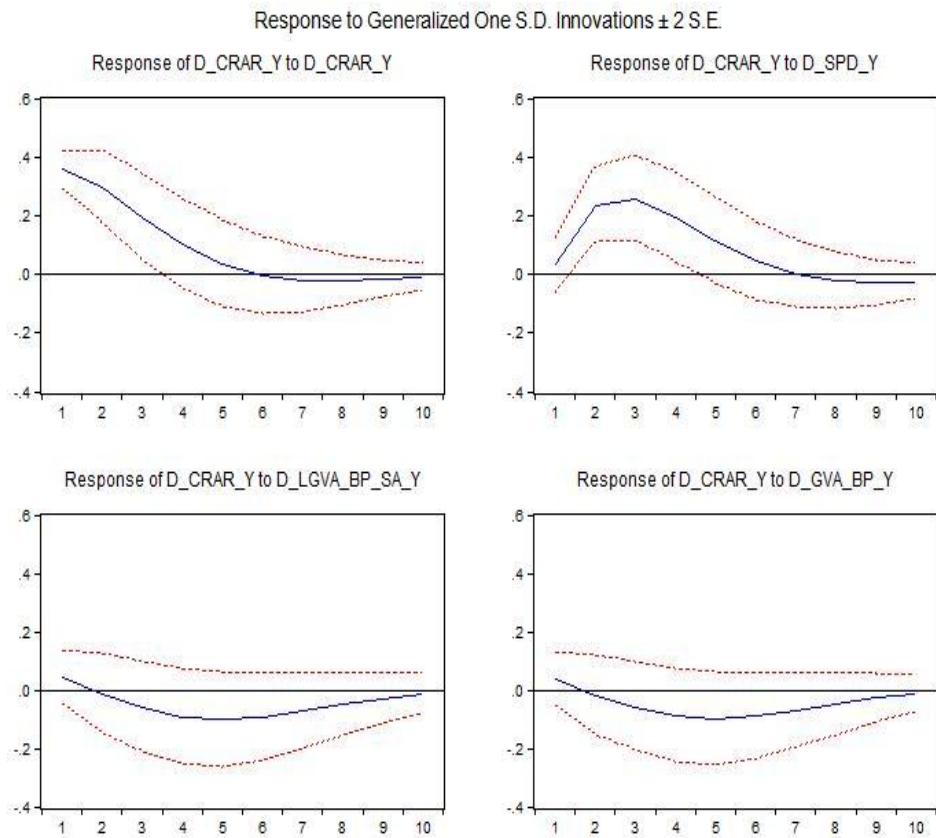 Response to Generalized One S.D. Innovations ± 2 S.E.
Response of D_CRAR_Y to D_CRAR_Y
.6
.4
.2
.0
-.2
-.4
1 2 3 4 5 6 7 8 9 10
Response of D_CRAR_Y to D_SPD_Y
.6
.4
.2
.0
-.2
-.4
1 2 3 4 5 6 7 8 9 10
Response of D_CRAR_Y to D_LGVA_BP_SA_Y
.6
.4
.2
.0
-.2
-.4
1 2 3 4 5 6 7 8 9 10
Response of D_CRAR_Y to D_GVA_BP_Y
.6
.4
.2
.0
-.2
-.4
1 2 3 4 5 6 7 8 9 10